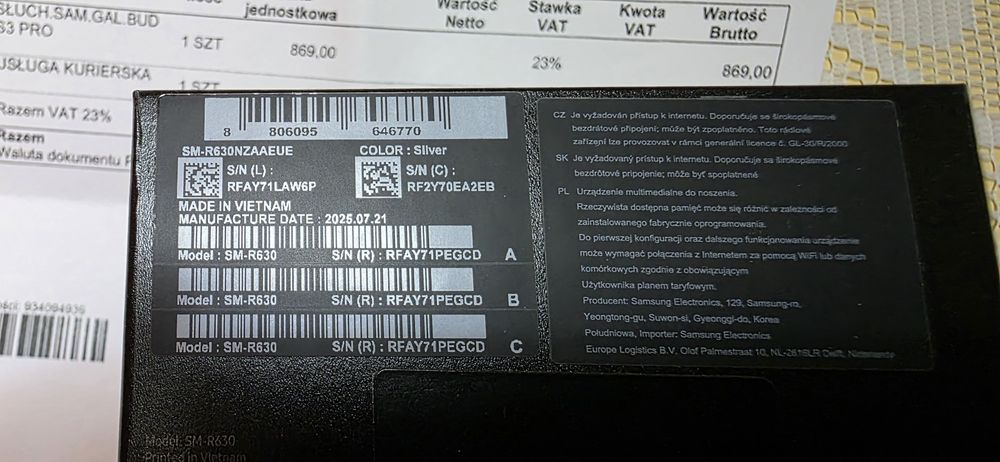 jednostkowa
Wartość
Netto
Stawka
VAT
Kwota
VAT
Wartość
Brutto
SŁUCH.SAM.GAL.BUD
S3 PRO
1 SZT
869,00
23%
869,00
USŁUGA KURIERSKA
1 SZT
Razem VAT 23%
Razem
Waluta dokumentu
934094936
8 806095 646770
SM-R630NZAAEUE
COLOR : Silver
S/N (L) :
RFAY71LAW6P
S/N (C) :
RF2Y70EA2EB
MADE IN VIETNAM
MANUFACTURE DATE : 2025.07.21
Model : SM-R630 S/N (R) : RFAY71PEGCD A
Model : SM-R630 S/N (R) : RFAY71PEGCD B
Model : SM-R630 S/N (R) : RFAY71PEGCD C
CZ Je vyžadován přístup k internetu. Doporučuje se širokopásmové
bezdrátové připojení; může být zpoplatněno. Toto rádiové
zařízení lze provozovat v rámci generální licence č. GL-30/R/2000
SK Je vyžadovaný prístup k internetu. Doporučuje sa širokopásmové
bezdrôtové pripojenie; môže byť spoplatnené
PL Urządzenie multimedialne do noszenia.
Rzeczywista dostępna pamięć może się różnić w zależności od
zainstalowanego fabrycznie oprogramowania.
Do pierwszej konfiguracji oraz dalszego funkcjonowania urządzenie
może wymagać połączenia z Internetem za pomocą WiFi lub danych
komórkowych zgodnie z obowiązującym
Użytkownika planem taryfowym.
Producent: Samsung Electronics, 129, Samsung-ro,
Yeongtong-gu, Suwon-si, Gyeonggi-do, Korea
Południowa, Importer: Samsung Electronics
Europe Logistics B.V. Olof Palmestraat 10, NL-2616LR Delft, Niderlandy
Model: SM-R630
Printed in Vietnam